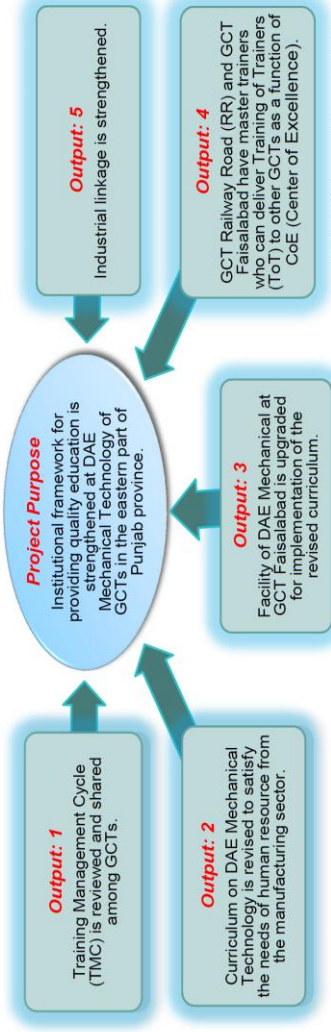 Output: 1
Training Management Cycle
(TMC) is reviewed and shared
among GCTs.
Project Purpose
Institutional framework for
providing quality education is
strengthened at DAE
Mechanical Technology of
GCTs in the eastern part of
Punjab province.
Output: 5
Industrial linkage is strengthened.
Output: 2
Curriculum on DAE Mechanical
Technology is revised to satisfy
the needs of human resource from
the manufacturing sector.
Output: 3
Facility of DAE Mechanical at
GCT Faisalabad is upgraded
for implementation of the
revised curriculum.
Output: 4
GCT Railway Road (RR) and GCT
Faisalabad have master trainers
who can deliver Training of Trainers
(ToT) to other GCTs as a function of
CoE (Center of Excellence).